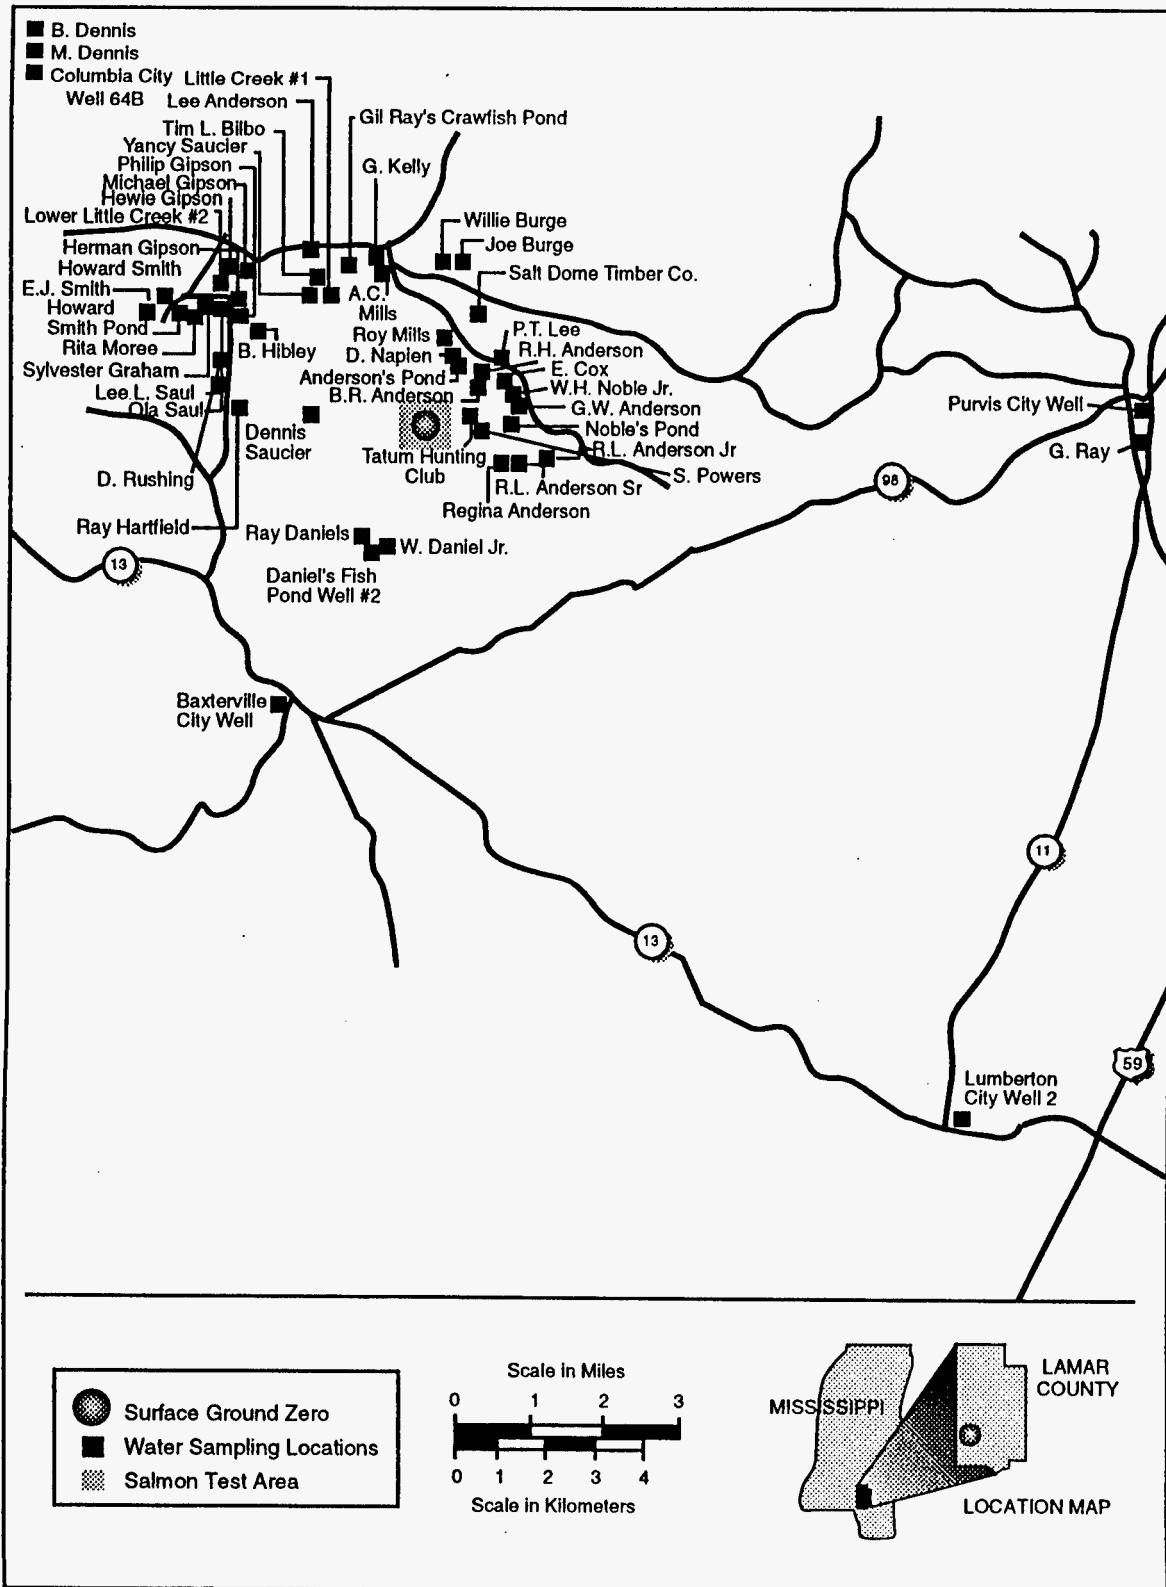 B. Dennis
M. Dennis
Columbia City
Well 64B
Little Creek #1
Lee Anderson
Tim L. Bilbo
Yancy Saucier
Philip Gipson
Michael Gipson
Hewie Gipson
Lower Little Creek #2
Herman Gipson
Howard Smith
E.J. Smith
Howard
Smith Pond
Rita Moree
Sylvester Graham
Lee L. Saul
Ola Saul
D. Rushing
Ray Hartfield
Gil Ray's Crawfish Pond
G. Kelly
Willie Burge
Joe Burge
Salt Dome Timber Co.
A.C.
Mills
Roy Mills
D. Napien
Anderson's Pond
B.R. Anderson
P.T. Lee
R.H. Anderson
E. Cox
W.H. Noble Jr.
G.W. Anderson
Noble's Pond
R.L. Anderson Jr
S. Powers
R.L. Anderson Sr
Regina Anderson
Tatum Hunting
Club
B. Hibley
Dennis
Saucier
Ray Daniels
W. Daniel Jr.
Daniel's Fish
Pond Well #2
Purvis City Well
G. Ray
98
13
Baxterville
City Well
11
13
59
Lumberton
City Well 2
Surface Ground Zero
Water Sampling Locations
Salmon Test Area
Scale in Miles
0 1 2 3
0 1 2 3 4
Scale in Kilometers
MISSISSIPPI
LAMAR
COUNTY
LOCATION MAP